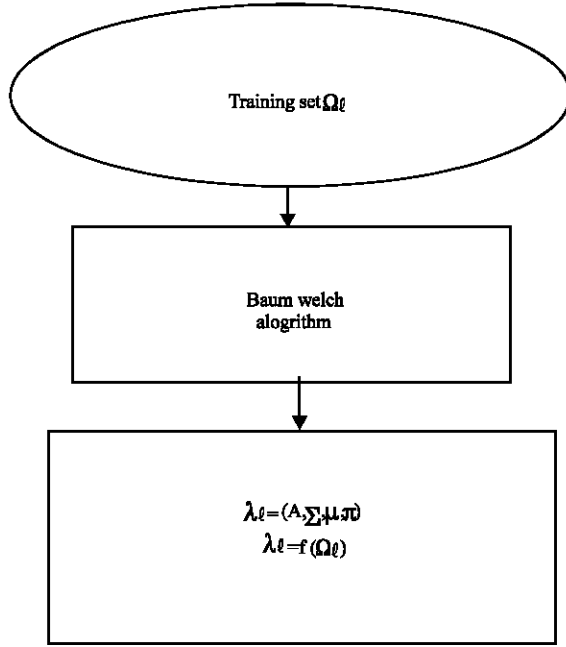 Training set Ωℓ
Baum welch
alogrithm
λℓ=(A,Σ,μ,π)
λℓ=f(Ωℓ)